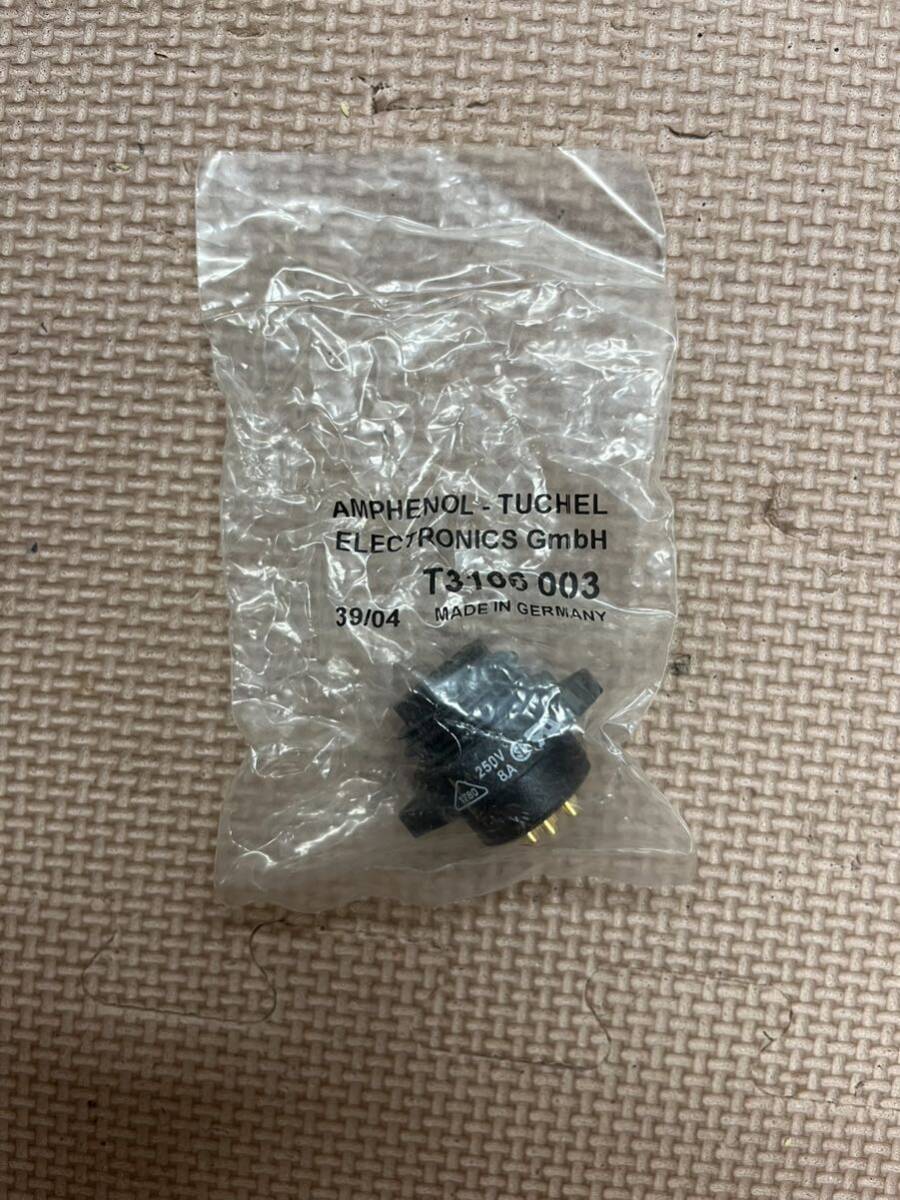 AMPHENOL - TUCHEL
ELECTRONICS GmbH
T3106 003
39/04 MADE IN GERMANY
250V
8A